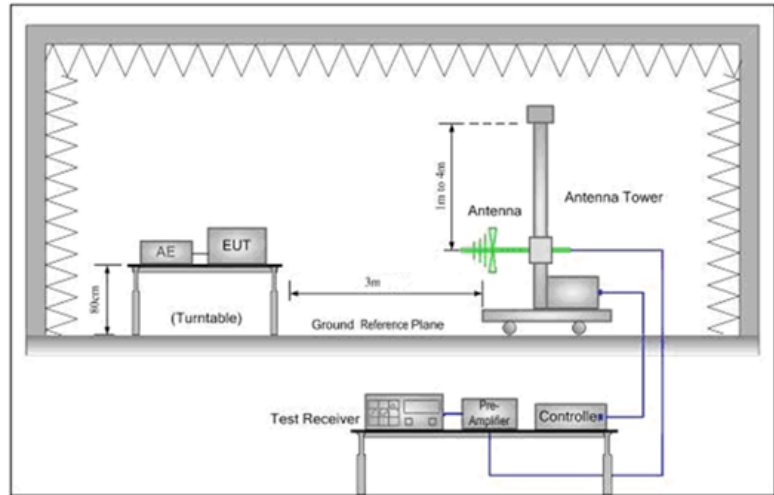 1m to 4m
Antenna
Antenna Tower
AE
EUT
80cm
(Turntable)
3m
Ground Reference Plane
Test Receiver
Pre-
Amplifier
Controller